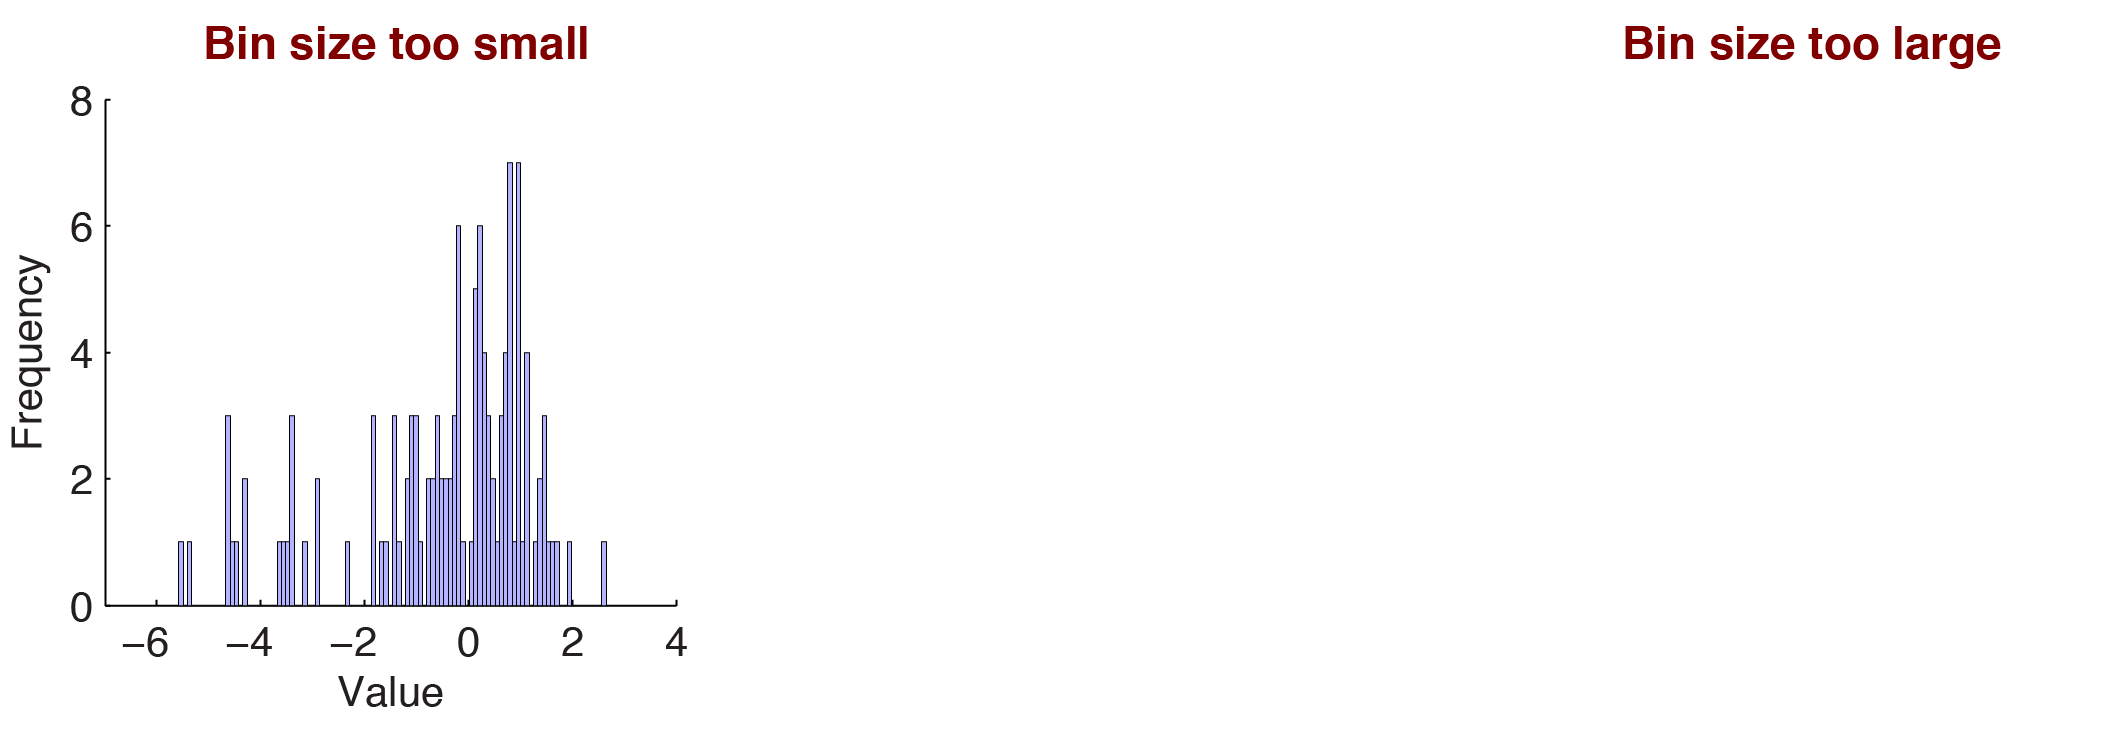 Bin size too small
Bin size too large
8
6
4
2
0
Frequency
−6 −4 −2 0 2 4
Value